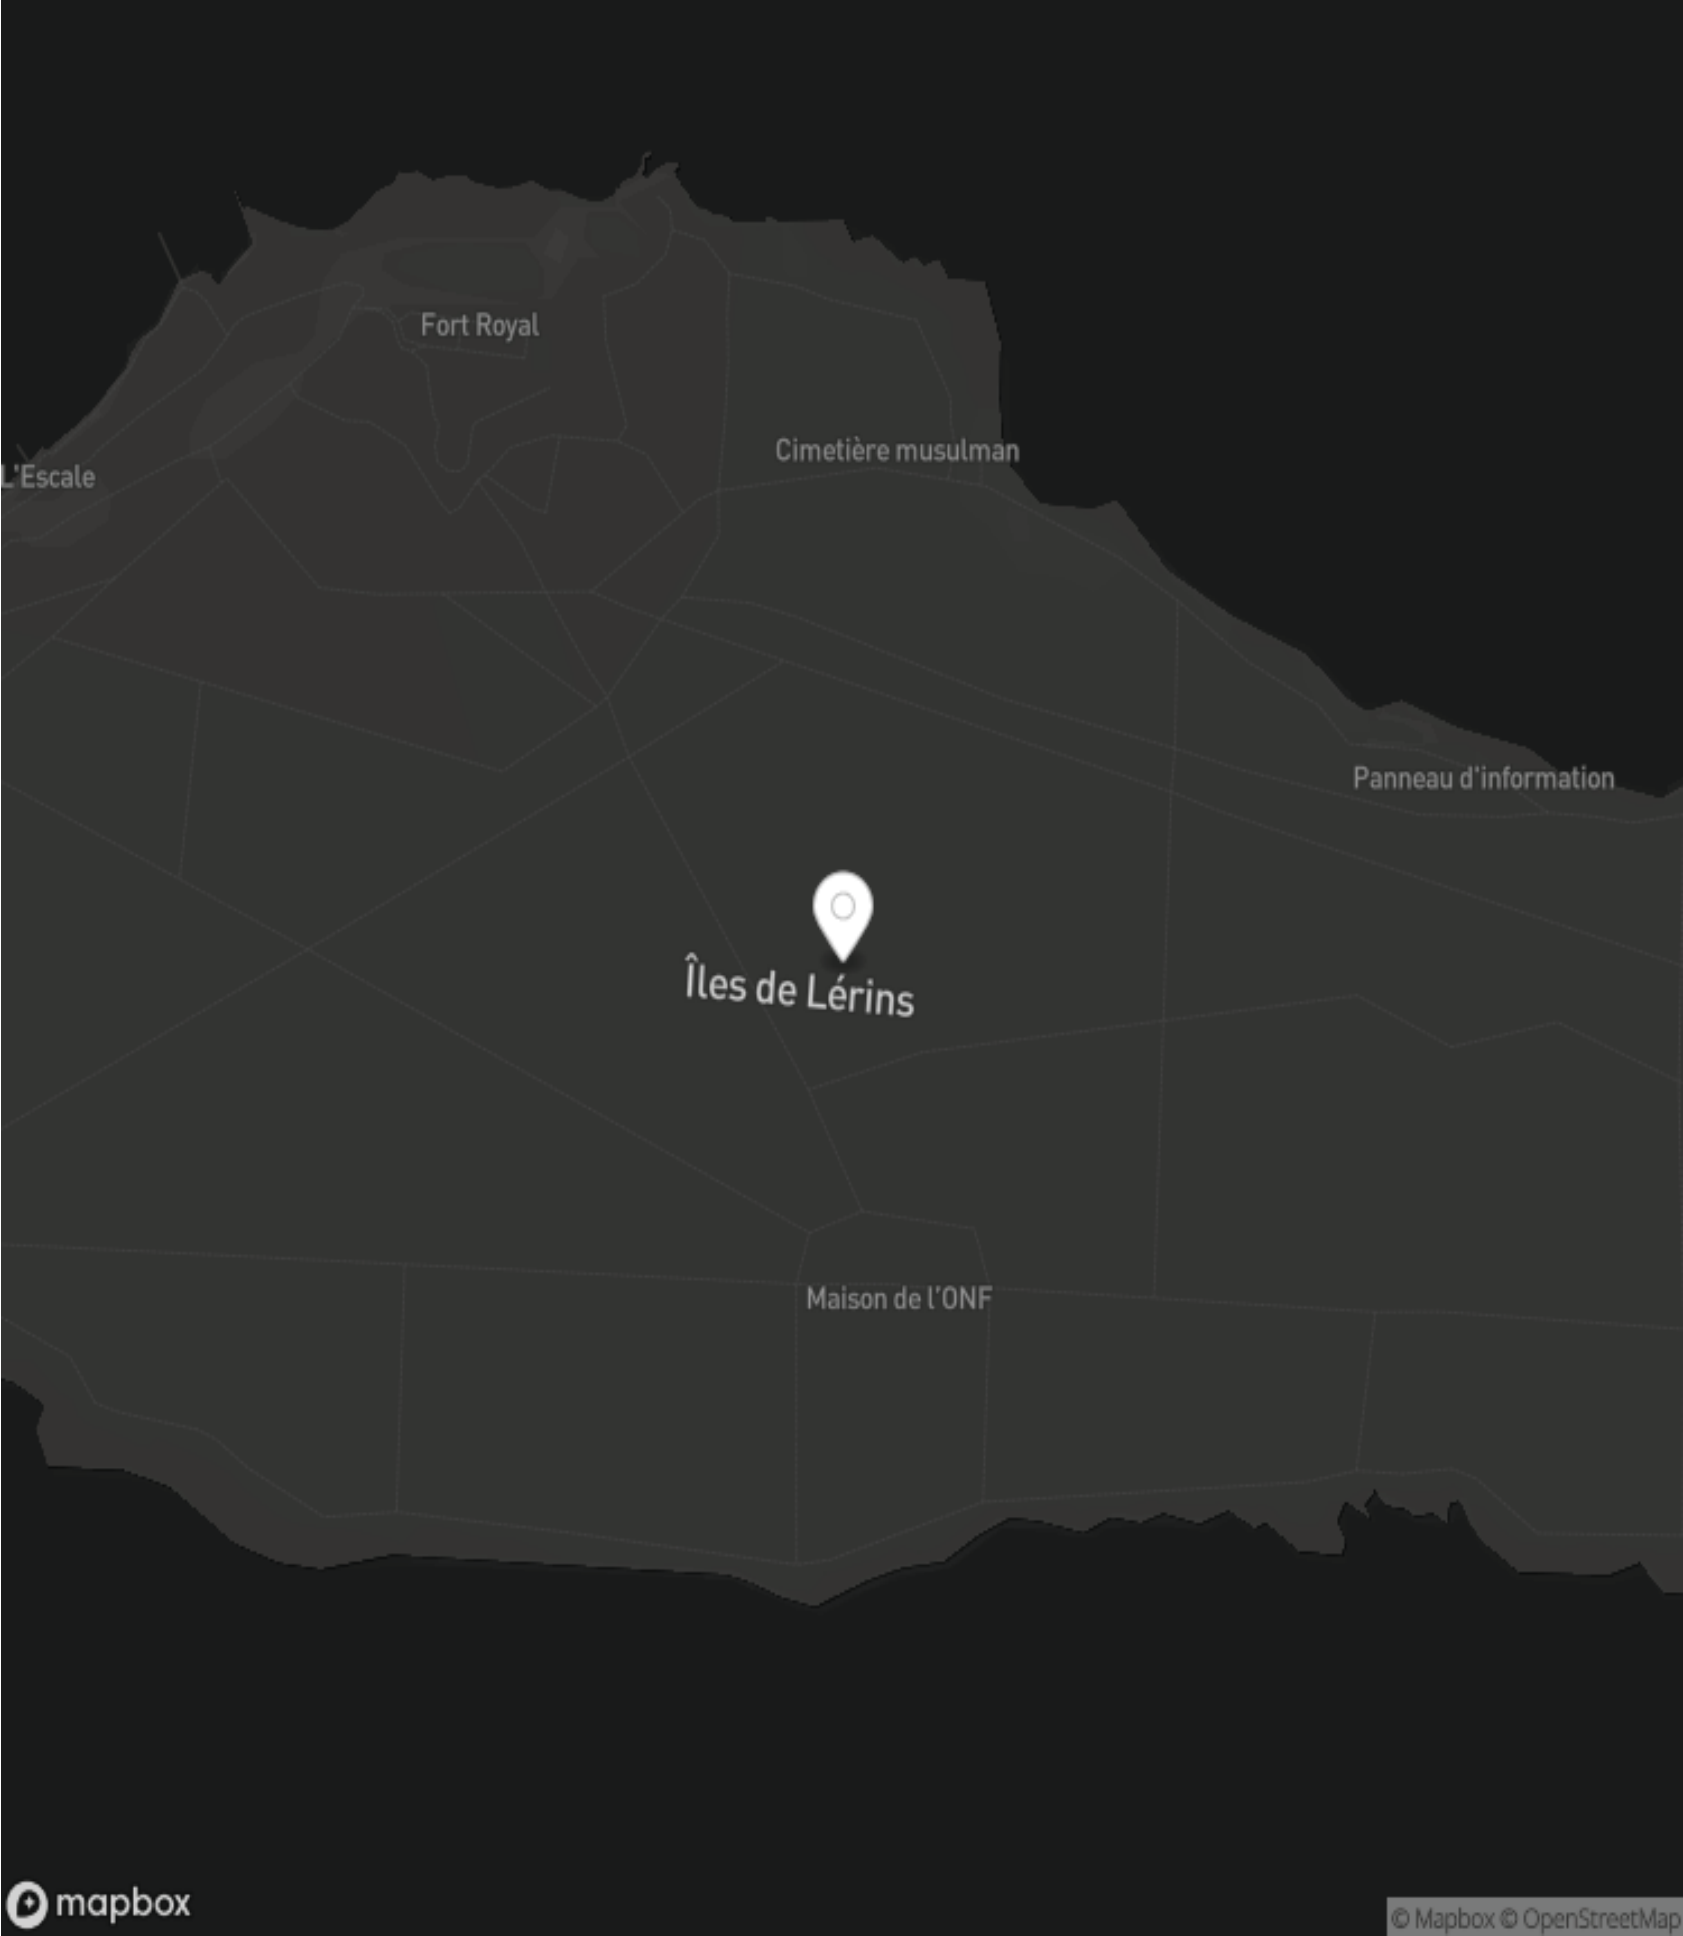 Fort Royal
Cimetière musulman
L'Escale
Panneau d'information
Îles de Lérins
Maison de l'ONF
mapbox
© Mapbox © OpenStreetMap